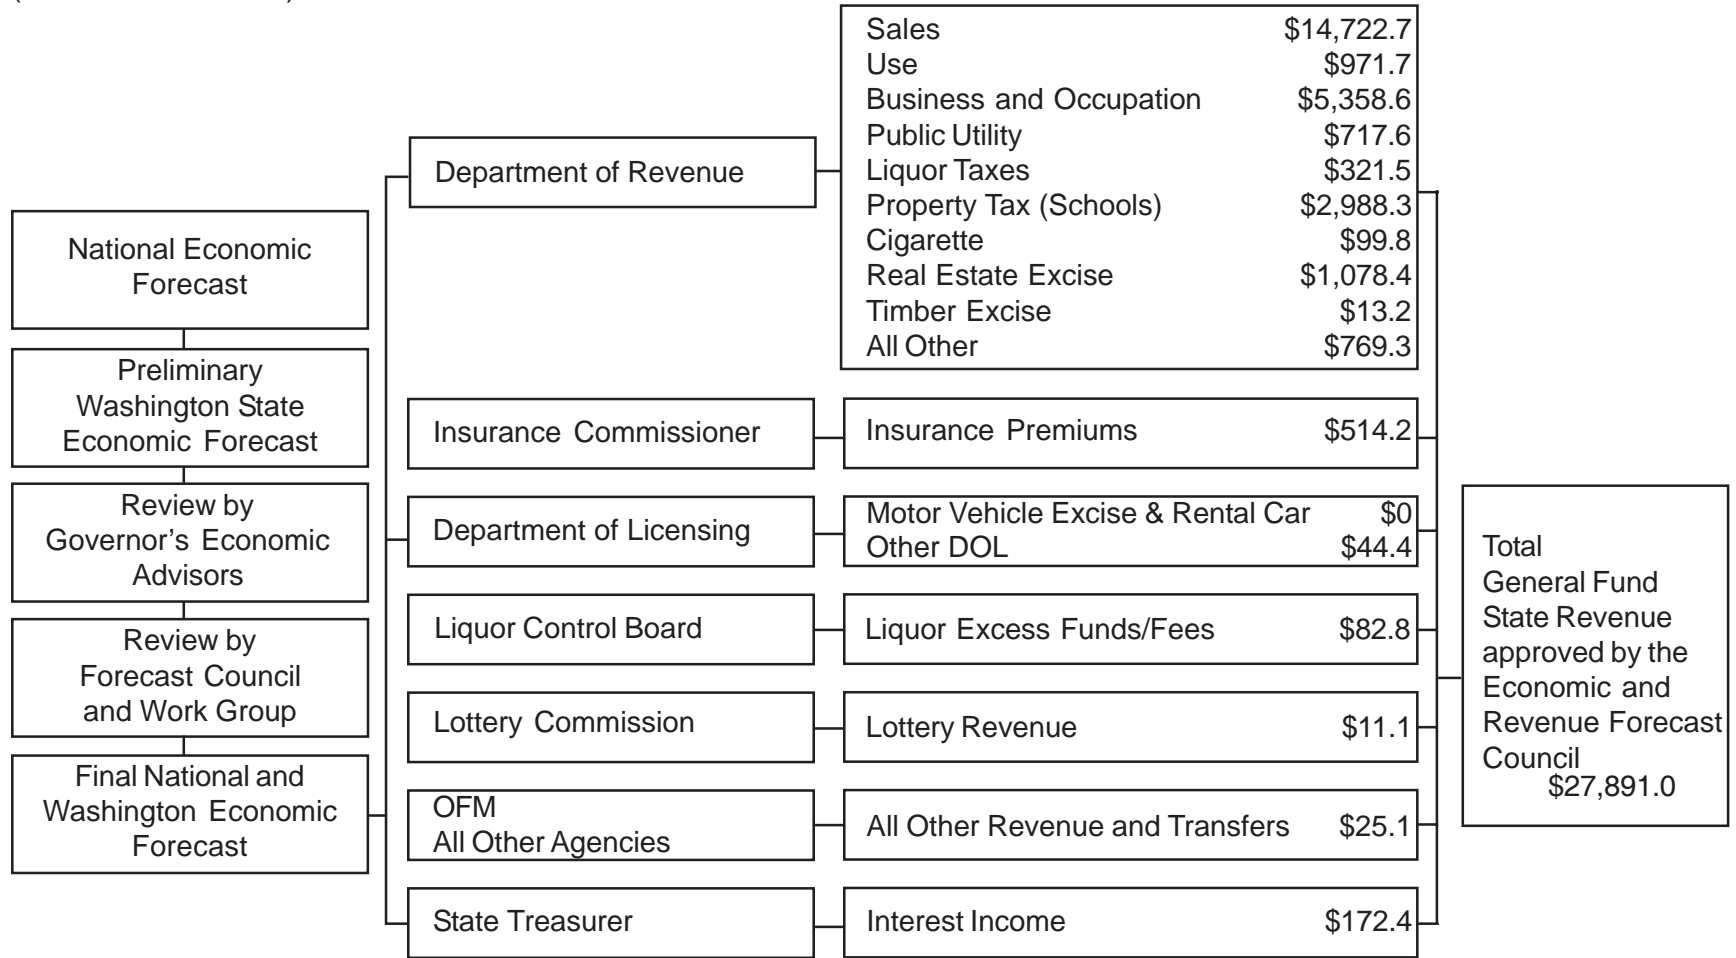 National Economic
Forecast
Preliminary
Washington State
Economic Forecast
Review by
Governor’s Economic
Advisors
Review by
Forecast Council
and Work Group
Final National and
Washington Economic
Forecast
Department of Revenue
Sales $14,722.7
Use $971.7
Business and Occupation $5,358.6
Public Utility $717.6
Liquor Taxes $321.5
Property Tax (Schools) $2,988.3
Cigarette $99.8
Real Estate Excise $1,078.4
Timber Excise $13.2
All Other $769.3
Insurance Commissioner
Insurance Premiums $514.2
Department of Licensing
Motor Vehicle Excise & Rental Car $0
Other DOL $44.4
Liquor Control Board
Liquor Excess Funds/Fees $82.8
Lottery Commission
Lottery Revenue $11.1
OFM
All Other Agencies
All Other Revenue and Transfers $25.1
State Treasurer
Interest Income $172.4
Total
General Fund
State Revenue
approved by the
Economic and
Revenue Forecast
Council
$27,891.0